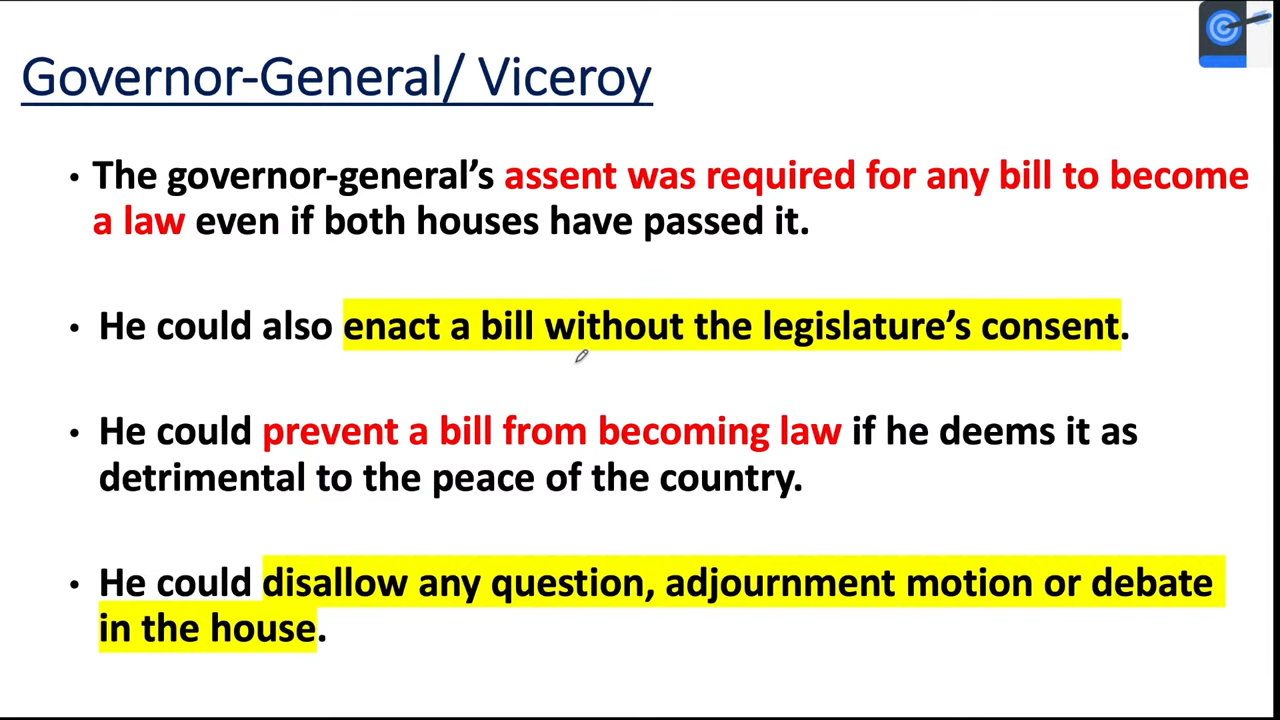 Governor-General/ Viceroy
• The governor-general’s assent was required for any bill to become
a law even if both houses have passed it.
• He could also enact a bill without the legislature’s consent.
• He could prevent a bill from becoming law if he deems it as
detrimental to the peace of the country.
• He could disallow any question, adjournment motion or debate
in the house.